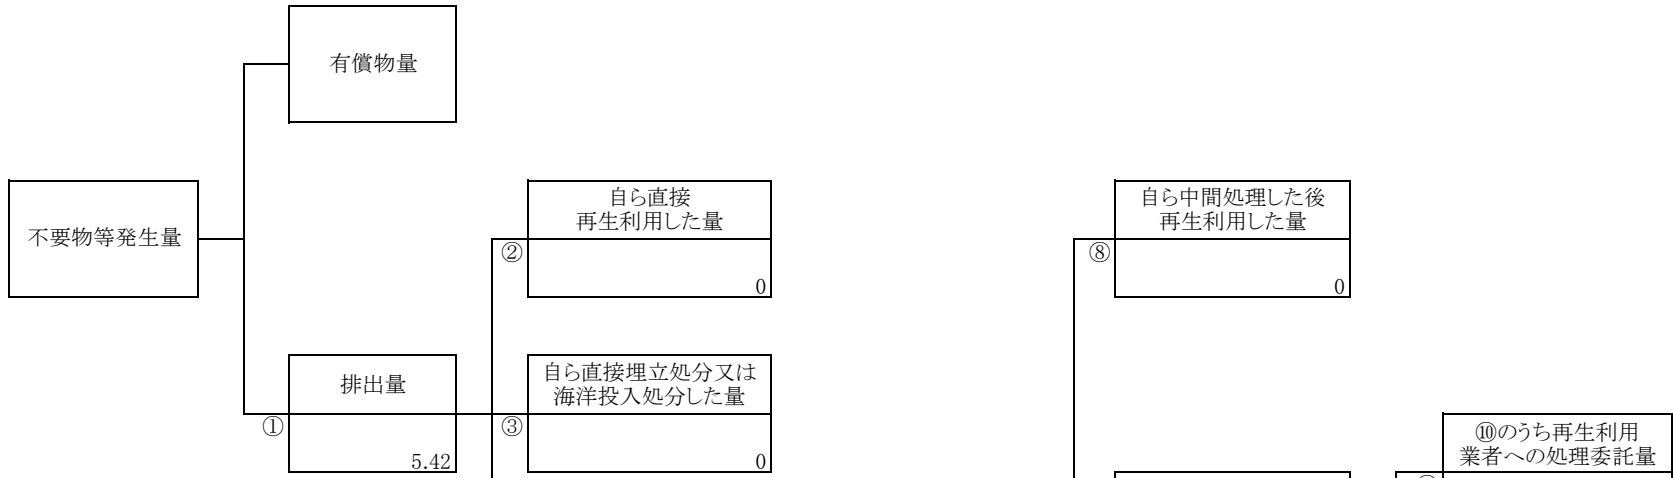 有償物量
不要物等発生量
自ら直接
再生利用した量
②
0
自ら中間処理した後
再生利用した量
⑧
0
排出量
①
5.42
自ら直接埋立処分又は
海洋投入処分した量
③
0
⑩のうち再生利用
業者への処理委託量